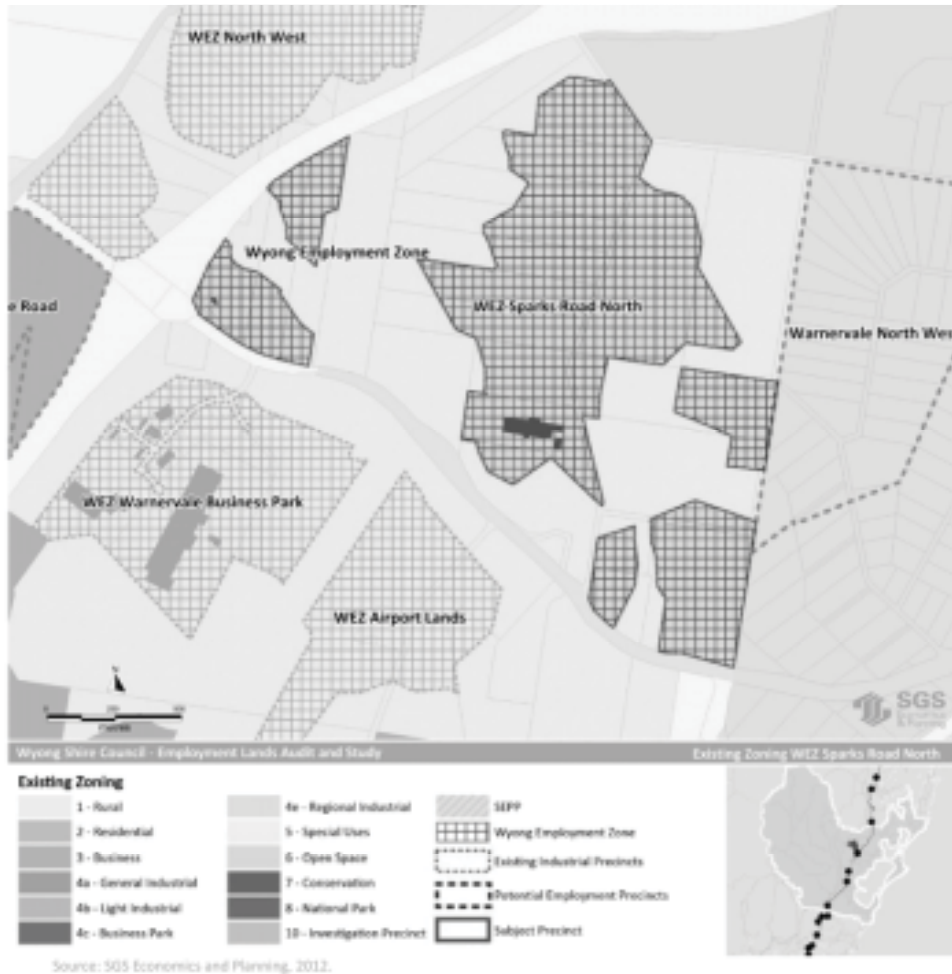 WEZ North West
Wyong Employment Zone
e Road
WEZ Sparks Road North
Warnervale North Wes
WEZ Warnervale Business Park
WEZ Airport Lands
N
0
SGS
Economics
& Planning
Wyong Shire Council - Employment Lands Audit and Study
Existing Zoning WEZ Sparks Road North
Existing Zoning
1 - Rural
2 - Residential
3 - Business
4a - General Industrial
4b - Light Industrial
4c - Business Park
4e - Regional Industrial
5 - Special Uses
6 - Open Space
7 - Conservation
8 - National Park
10 - Investigation Precinct
SEPP
Wyong Employment Zone
Existing Industrial Precincts
Potential Employment Precincts
Subject Precinct
Source: SGS Economics and Planning, 2012.